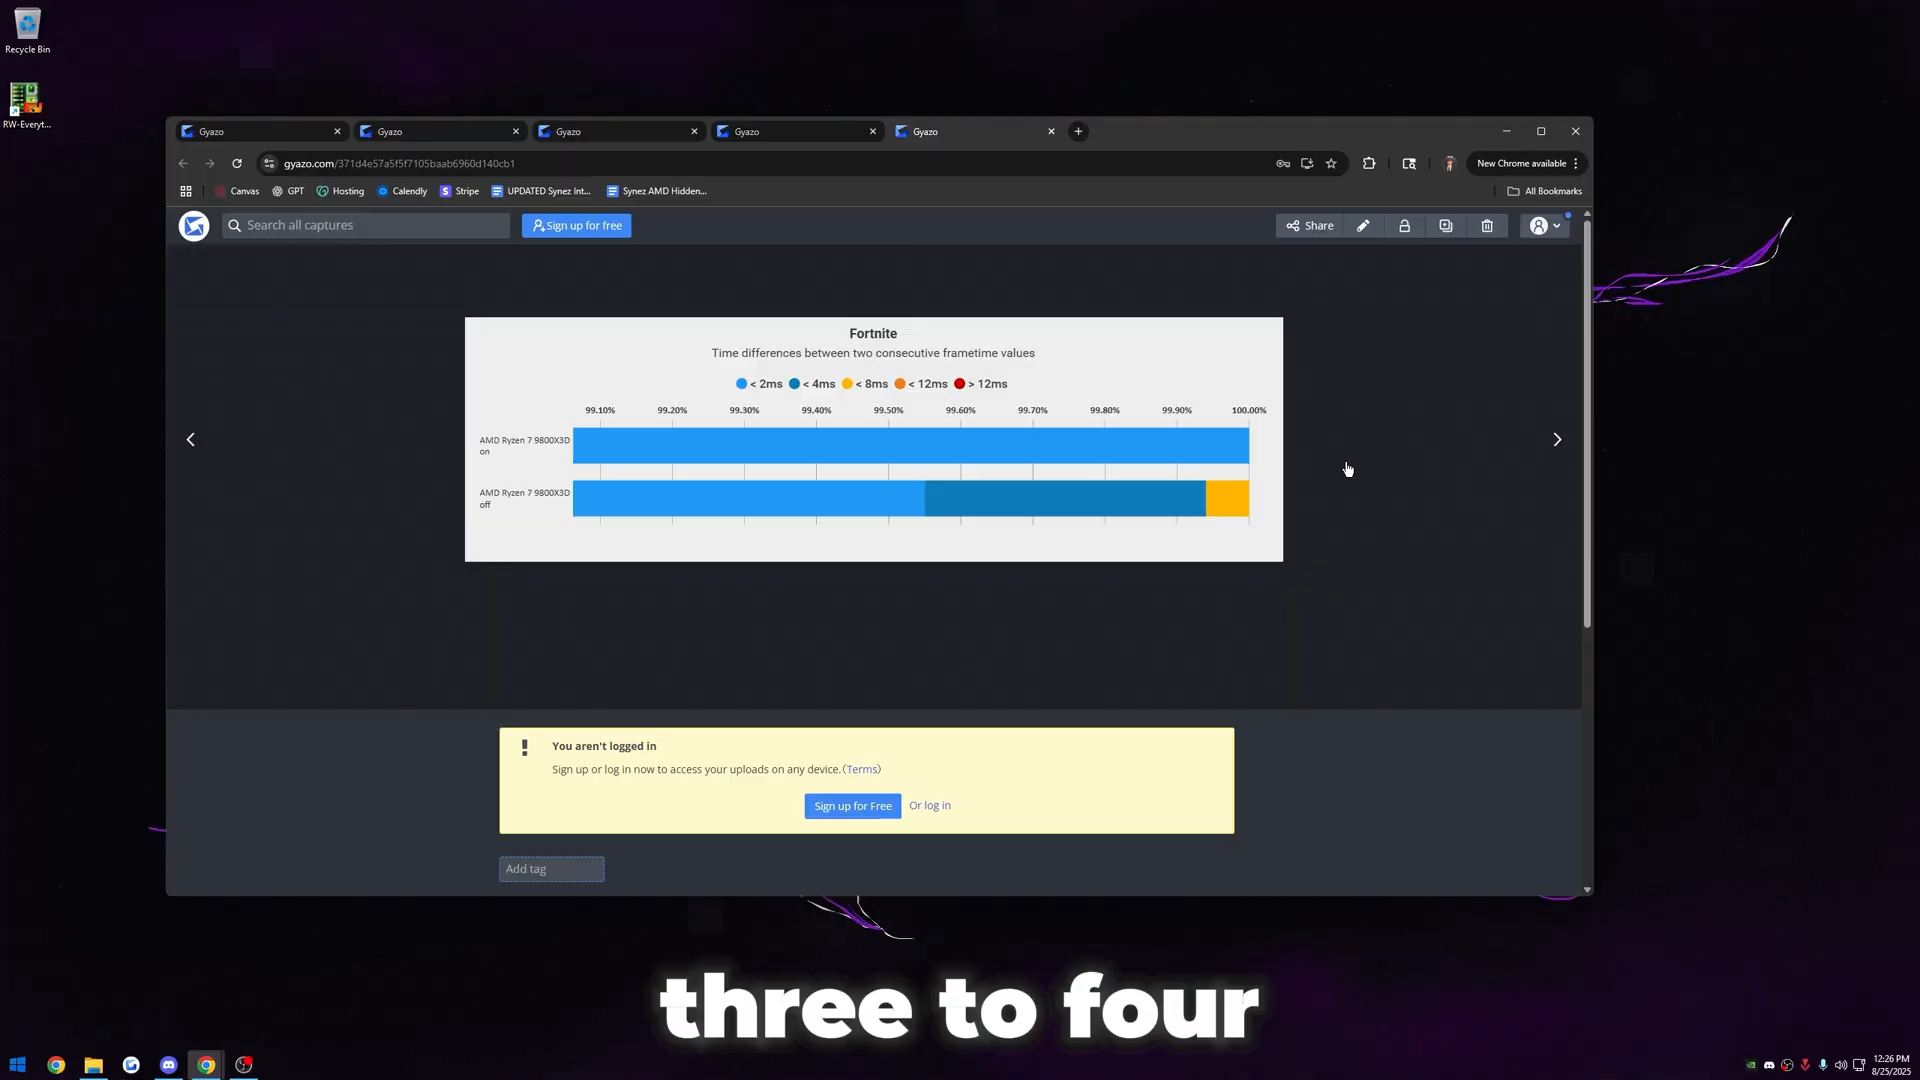 Recycle Bin
RW-Everyt...
Gyazo
Gyazo
Gyazo
Gyazo
Gyazo
gyazo.com/371d4e57a5f5f7105baab6960d140cb1
New Chrome available
Canvas
GPT
Hosting
Calendly
Stripe
UPDATED Synez Int...
Synez AMD Hidden...
All Bookmarks
Search all captures
Sign up for free
Share
Fortnite
Time differences between two consecutive frametime values
< 2ms < 4ms < 8ms < 12ms > 12ms
99.10% 99.20% 99.30% 99.40% 99.50% 99.60% 99.70% 99.80% 99.90% 100.00%
AMD Ryzen 7 9800X3D
on
AMD Ryzen 7 9800X3D
off
You aren't logged in
Sign up or log in now to access your uploads on any device.(Terms)
Sign up for Free
Or log in
Add tag
three to four
12:26 PM
8/25/2025